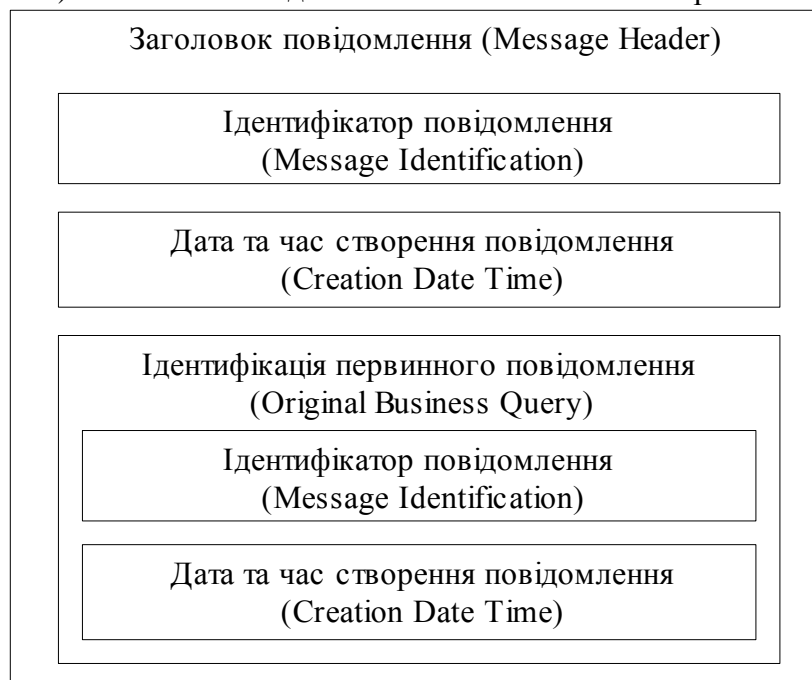 Заголовок повідомлення (Message Header)
Ідентифікатор повідомлення
(Message Identification)
Дата та час створення повідомлення
(Creation Date Time)
Ідентифікація первинного повідомлення
(Original Business Query)
Ідентифікатор повідомлення
(Message Identification)
Дата та час створення повідомлення
(Creation Date Time)